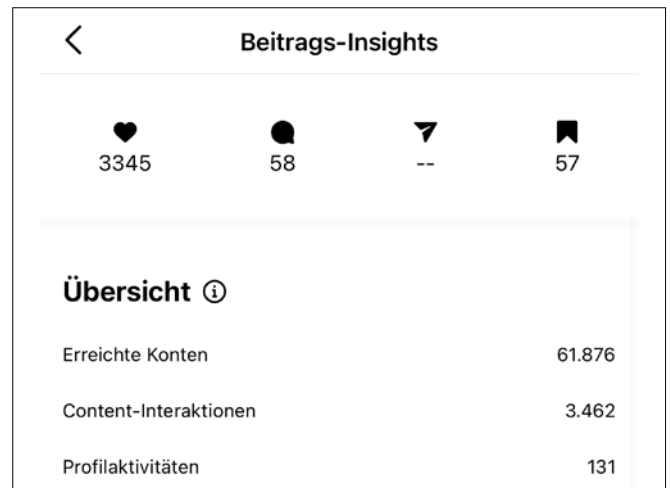 Beitrags-Insights
3345 58 -- 57
Übersicht
Erreichte Konten 61.876
Content-Interaktionen 3.462
Profilaktivitäten 131